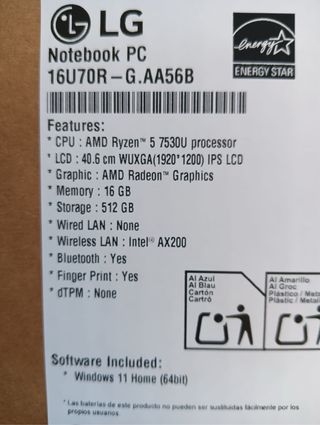 LG
energy
ENERGY STAR
Notebook PC
16U70R-G.AA56B
Features:
* CPU : AMD Ryzen™ 5 7530U processor
* LCD : 40.6 cm WUXGA(1920*1200) IPS LCD
* Graphic : AMD Radeon™ Graphics
* Memory : 16 GB
* Storage : 512 GB
* Wired LAN : None
* Wireless LAN : Intel® AX200
* Bluetooth : Yes
* Finger Print : Yes
* dTPM : None
Al Azul
Al Blau
Cartón
Cartró
Al Amarillo
Al Groc
Plástico / Meta
Plàstic / Metal
Software Included:
* Windows 11 Home (64bit)
* Las baterías de este producto no pueden ser sustituidas fácilmente por los
propios usuarios.